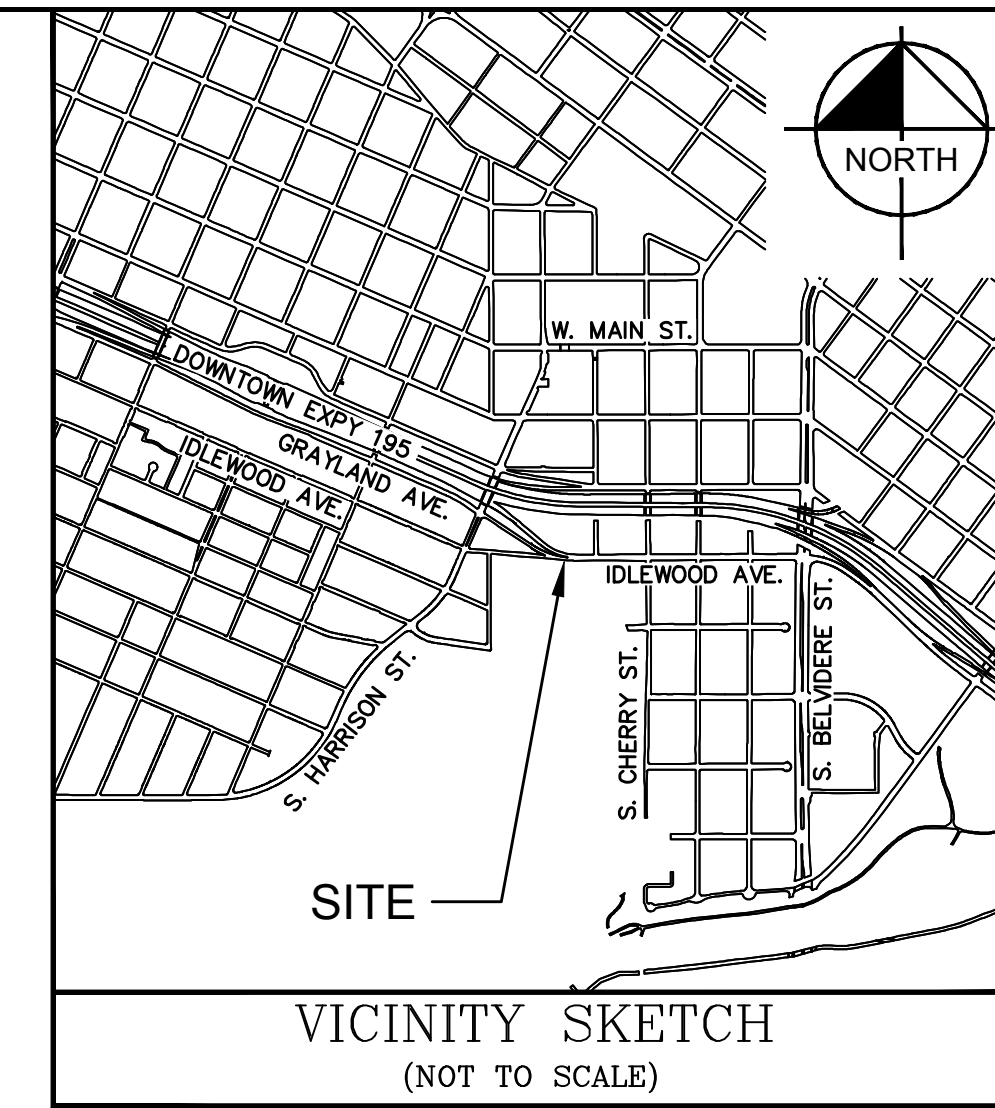 NORTH
W. MAIN ST.
DOWNTOWN EXPY 195
GRAYLAND AVE.
IDLEWOOD AVE.
IDLEWOOD AVE.
S. HARRISON ST.
S. CHERRY ST.
S. BELVIDERE ST.
SITE
VICINITY SKETCH
(NOT TO SCALE)